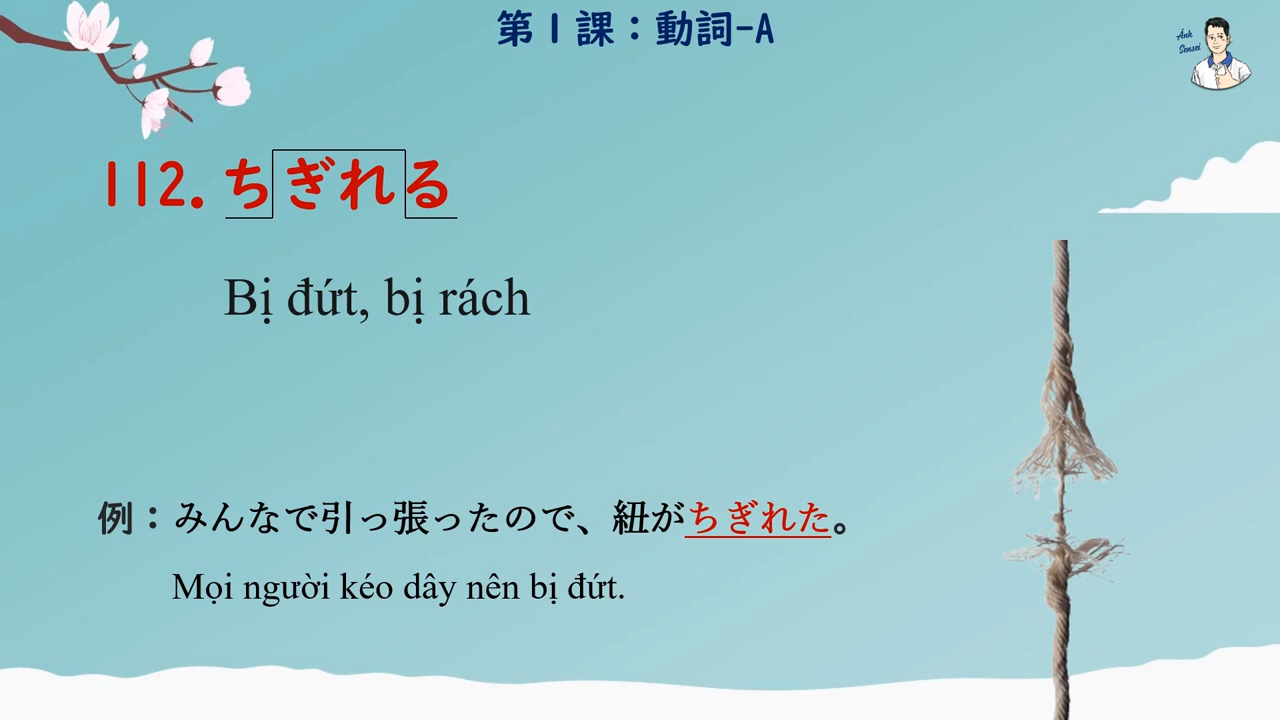 第1課：動詞-A
Anh
Sensei
112. ちぎれる
Bị đứt, bị rách
例：みんなで引っ張ったので、紐がちぎれた。
Mọi người kéo dây nên bị đứt.